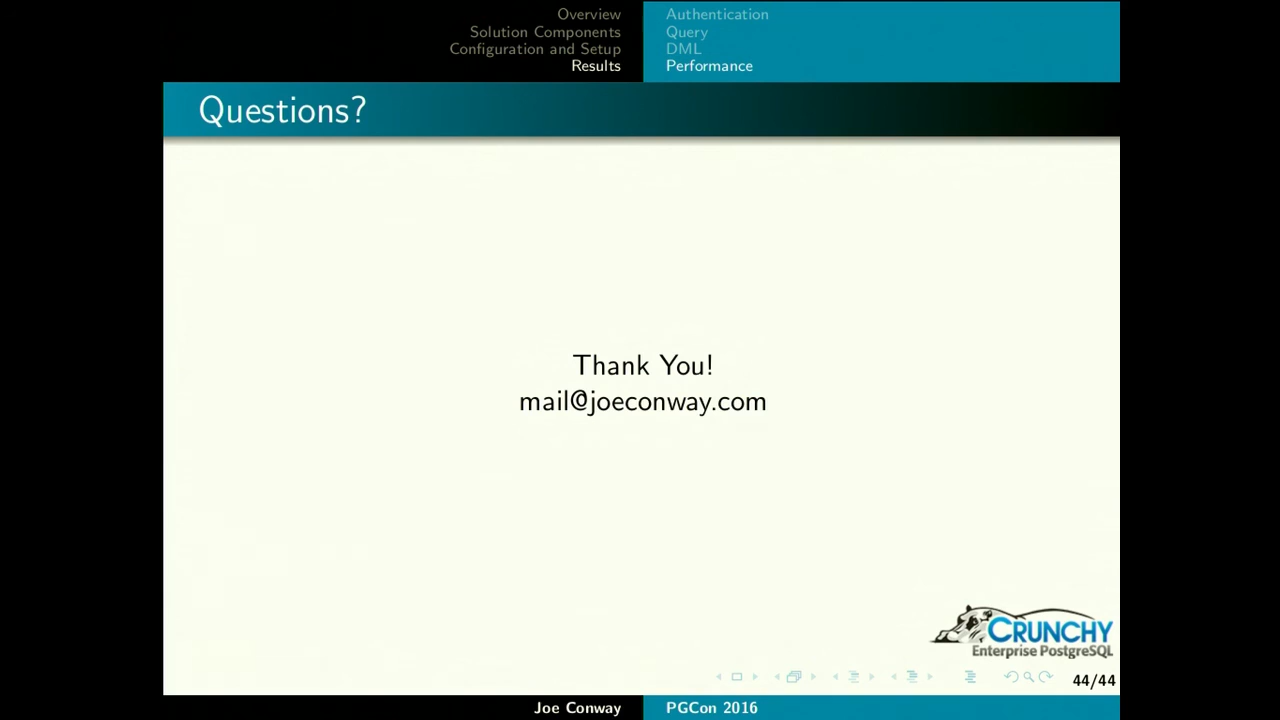 Overview
Solution Components
Configuration and Setup
Results
Authentication
Query
DML
Performance
Questions?
Thank You!
mail@joeconway.com
CRUNCHY
Enterprise PostgreSQL
44/44
Joe Conway
PGCon 2016